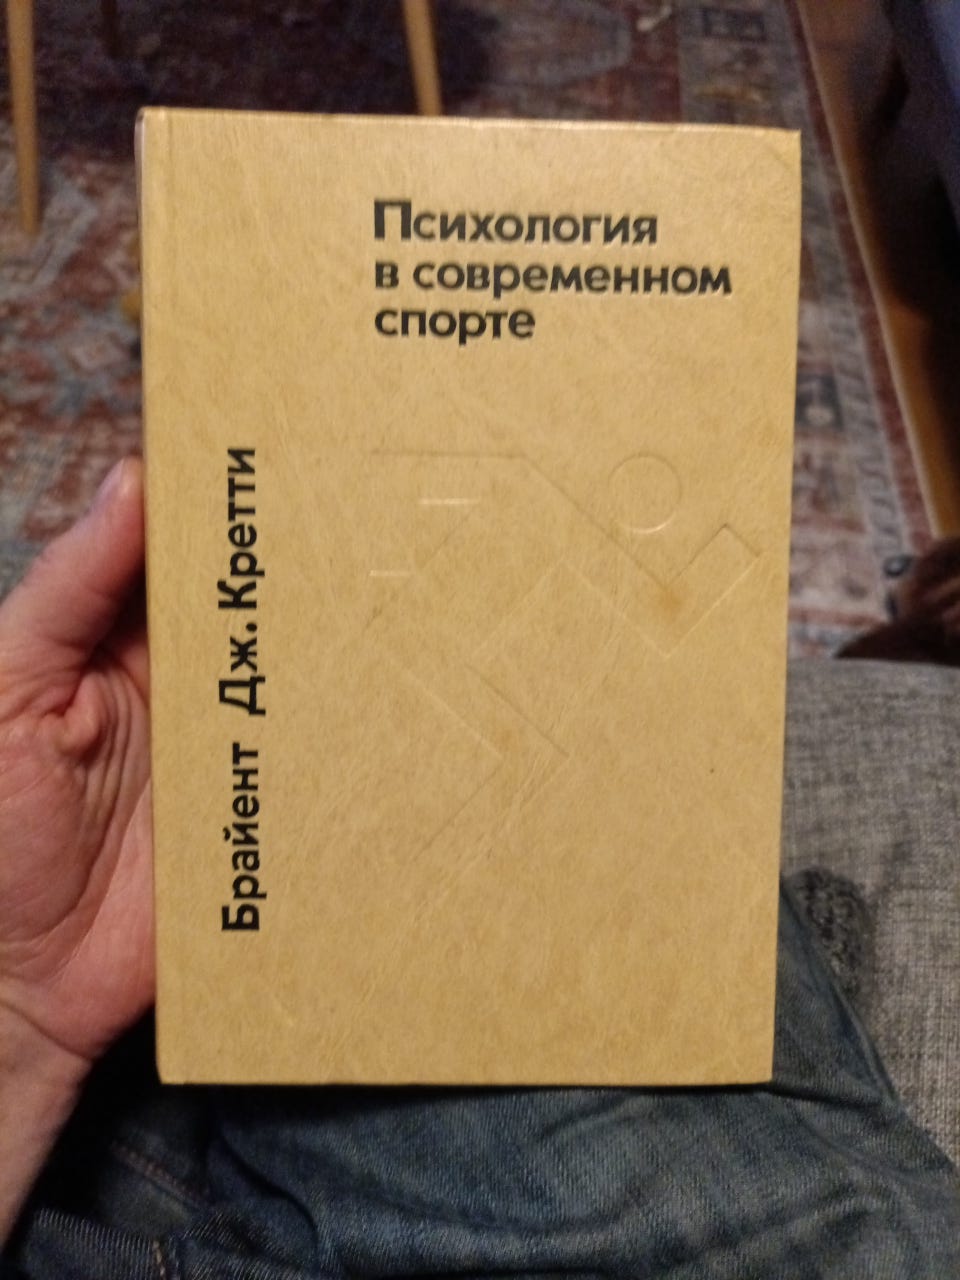 Психология
в современном
спорте
Брайент Дж. Кретти